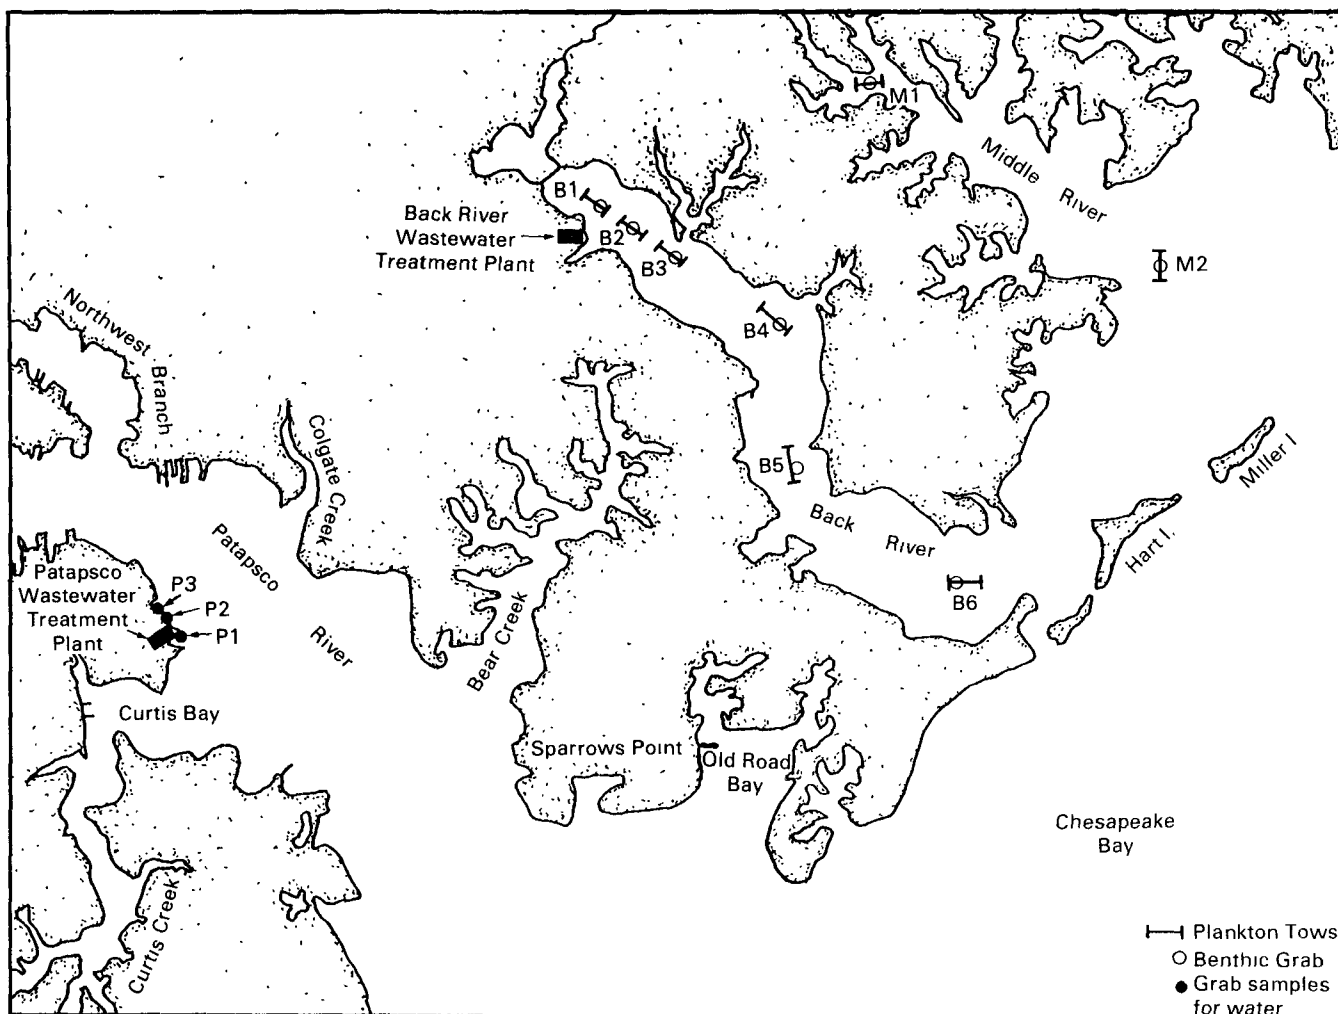 M1
Middle
River
B1
Back River
Wastewater
Treatment Plant
B2
B3
M2
B4
Northwest
Branch
Colgate Creek
B5
Miller I
Back
River
Hart I.
Patapsco
River
Patapsco
Wastewater
Treatment
Plant
P3
P2
P1
B6
Bear Creek
Curtis Bay
Sparrows Point
Old Road
Bay
Chesapeake
Bay
Curtis Creek
Plankton Tows
Benthic Grab
Grab samples
for water